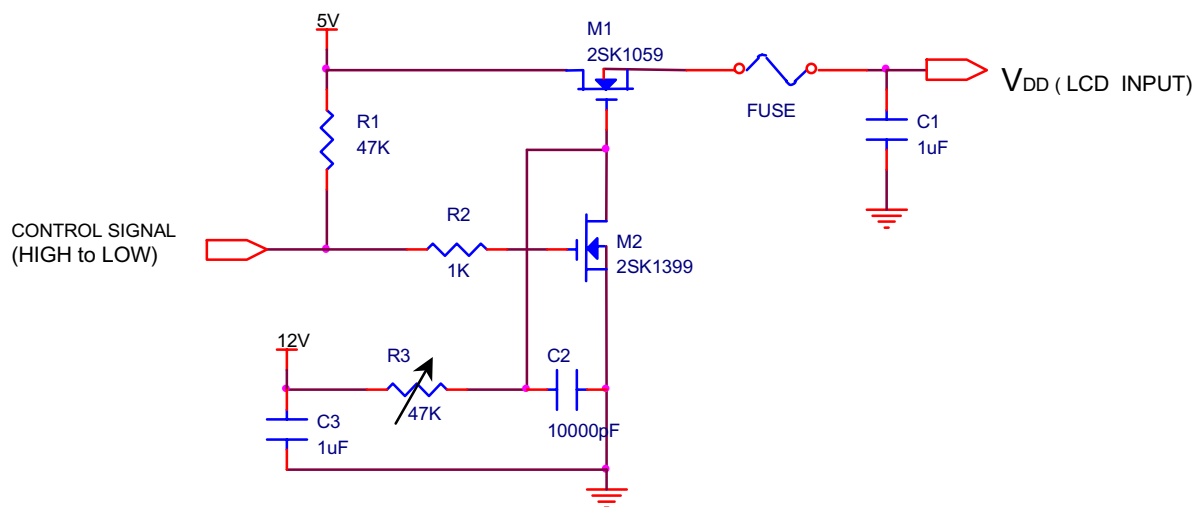 5V
M1
2SK1059
R1
47K
FUSE
VDD ( LCD INPUT)
C1
1uF
CONTROL SIGNAL
(HIGH to LOW)
R2
1K
M2
2SK1399
12V
R3
47K
C2
10000pF
C3
1uF